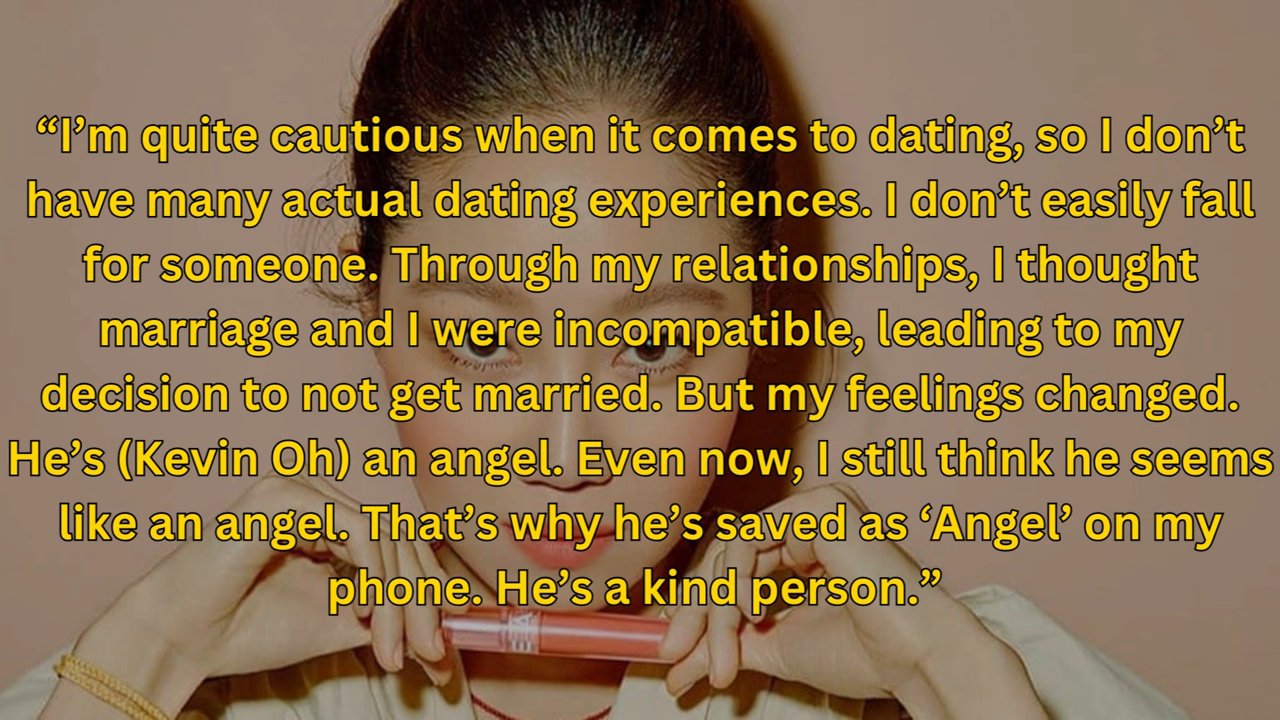 “I’m quite cautious when it comes to dating, so I don’t
have many actual dating experiences. I don’t easily fall
for someone. Through my relationships, I thought
marriage and I were incompatible, leading to my
decision to not get married. But my feelings changed.
He’s (Kevin Oh) an angel. Even now, I still think he seems
like an angel. That’s why he’s saved as ‘Angel’ on my
phone. He’s a kind person.”